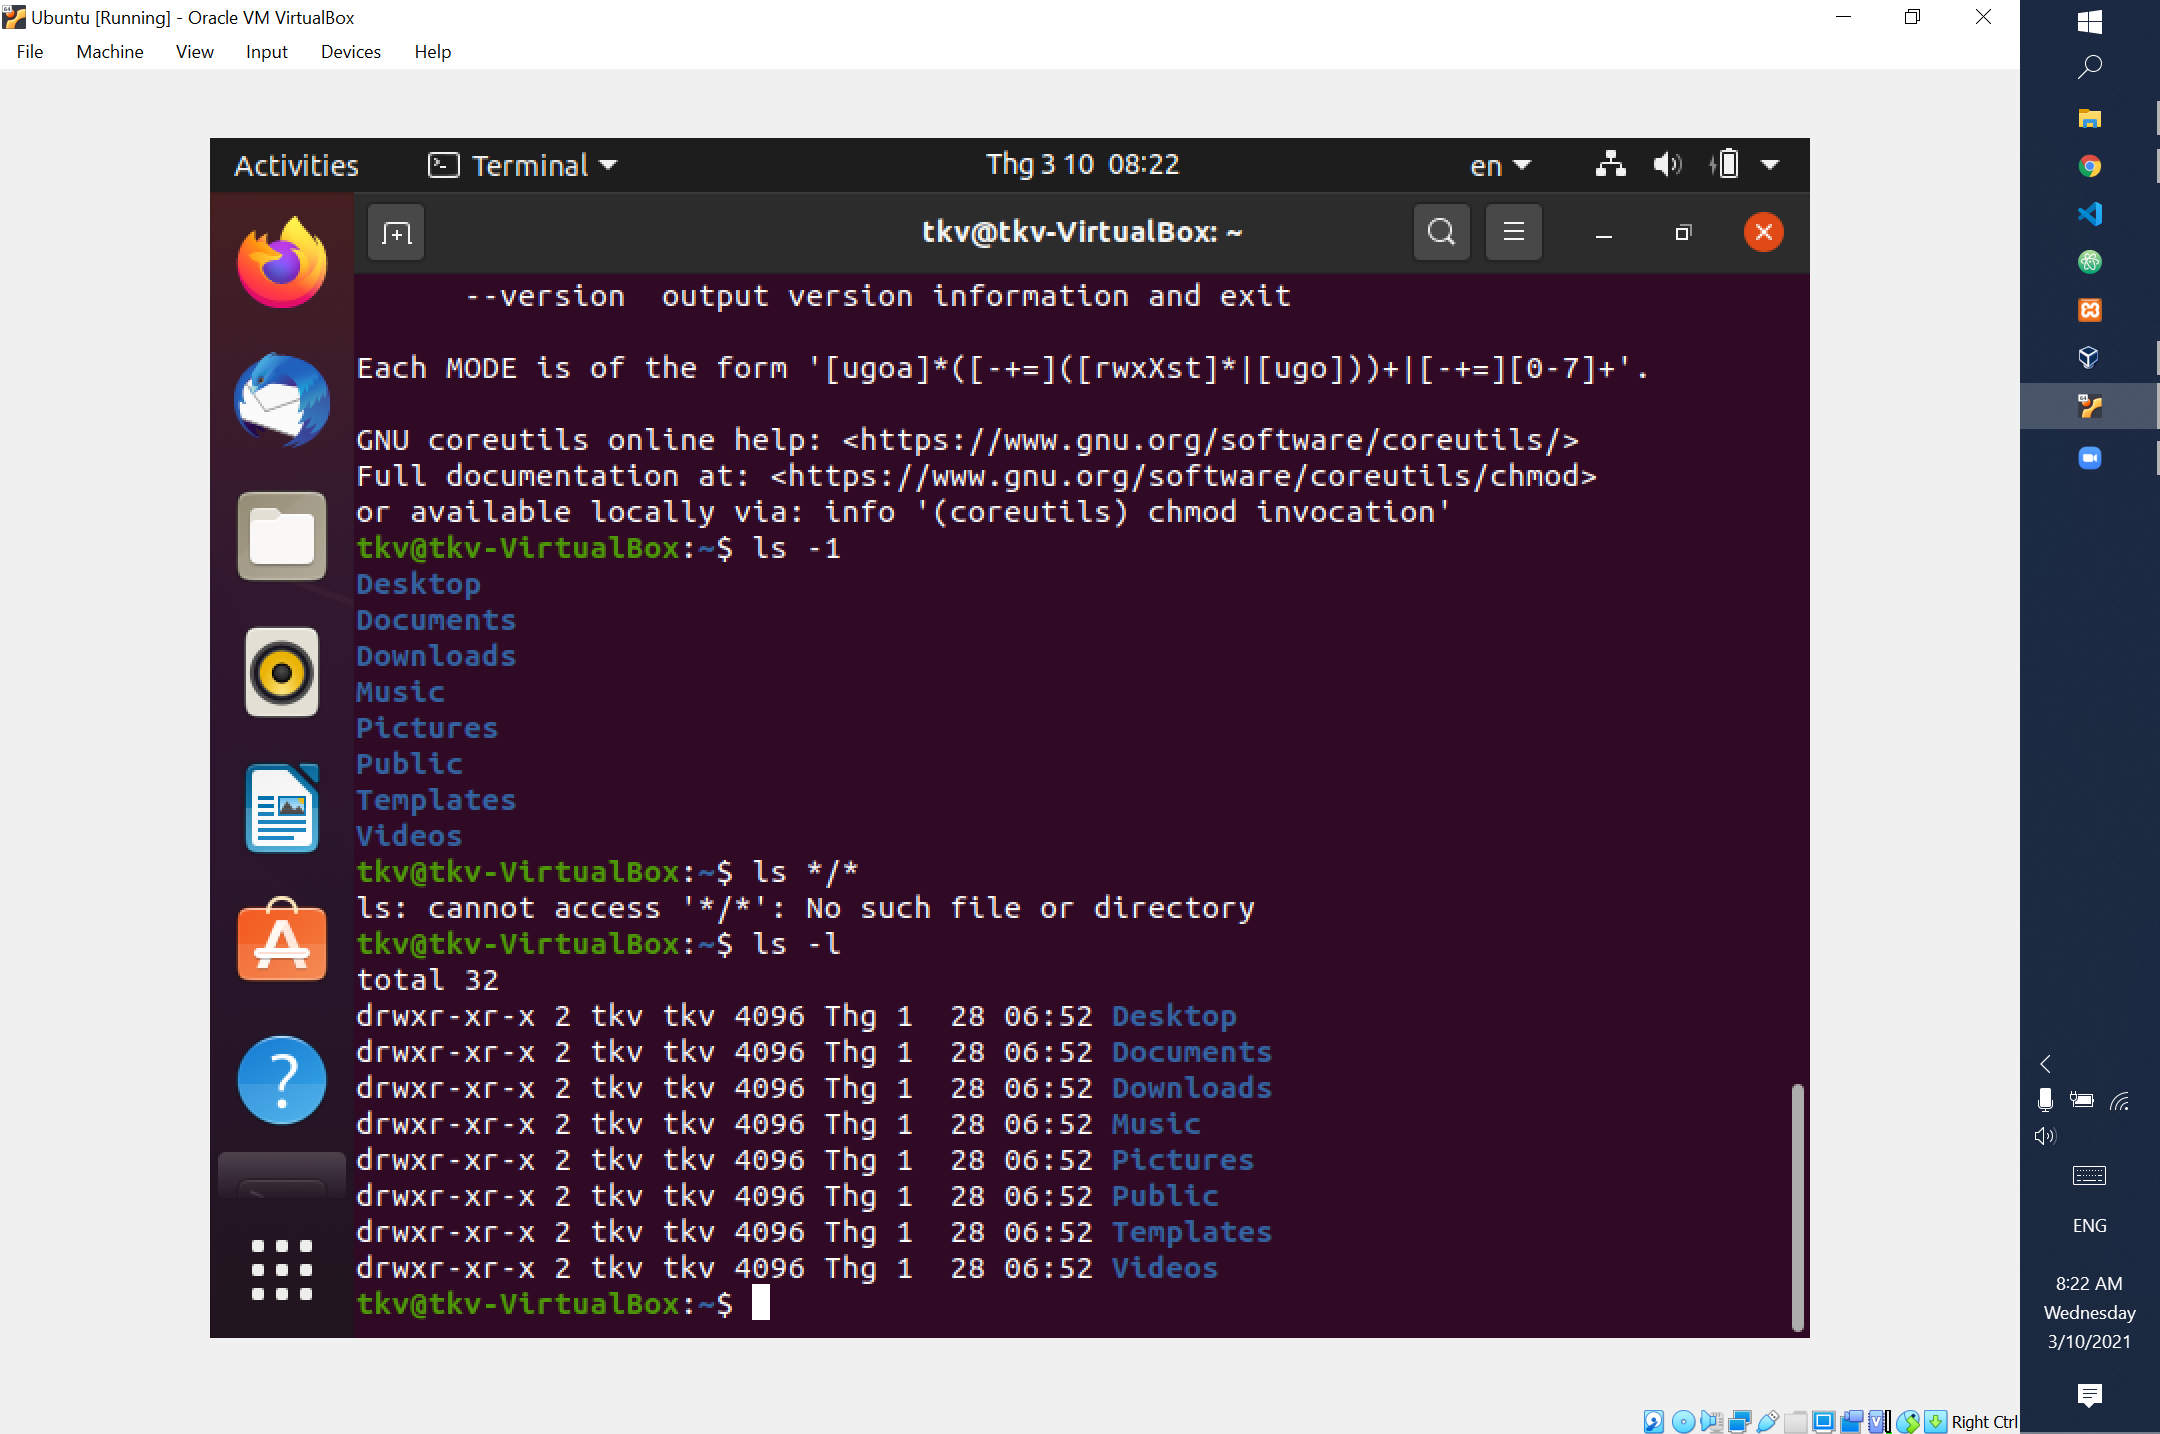 Ubuntu [Running] - Oracle VM VirtualBox
File Machine View Input Devices Help
Activities Terminal Thg 3 10 08:22 en
tkv@tkv-VirtualBox: ~
--version output version information and exit
Each MODE is of the form '[ugoa]*([-+=]([rwxXst]*|[ugo]))+|[-+=][0-7]+'.
GNU coreutils online help: <https://www.gnu.org/software/coreutils/>
Full documentation at: <https://www.gnu.org/software/coreutils/chmod>
or available locally via: info '(coreutils) chmod invocation'
tkv@tkv-VirtualBox:~$ ls -1
Desktop
Documents
Downloads
Music
Pictures
Public
Templates
Videos
tkv@tkv-VirtualBox:~$ ls */*
ls: cannot access '*/*': No such file or directory
tkv@tkv-VirtualBox:~$ ls -l
total 32
drwxr-xr-x 2 tkv tkv 4096 Thg 1  28 06:52 Desktop
drwxr-xr-x 2 tkv tkv 4096 Thg 1  28 06:52 Documents
drwxr-xr-x 2 tkv tkv 4096 Thg 1  28 06:52 Downloads
drwxr-xr-x 2 tkv tkv 4096 Thg 1  28 06:52 Music
drwxr-xr-x 2 tkv tkv 4096 Thg 1  28 06:52 Pictures
drwxr-xr-x 2 tkv tkv 4096 Thg 1  28 06:52 Public
drwxr-xr-x 2 tkv tkv 4096 Thg 1  28 06:52 Templates
drwxr-xr-x 2 tkv tkv 4096 Thg 1  28 06:52 Videos
tkv@tkv-VirtualBox:~$
Right Ctrl
ENG
8:22 AM
Wednesday
3/10/2021